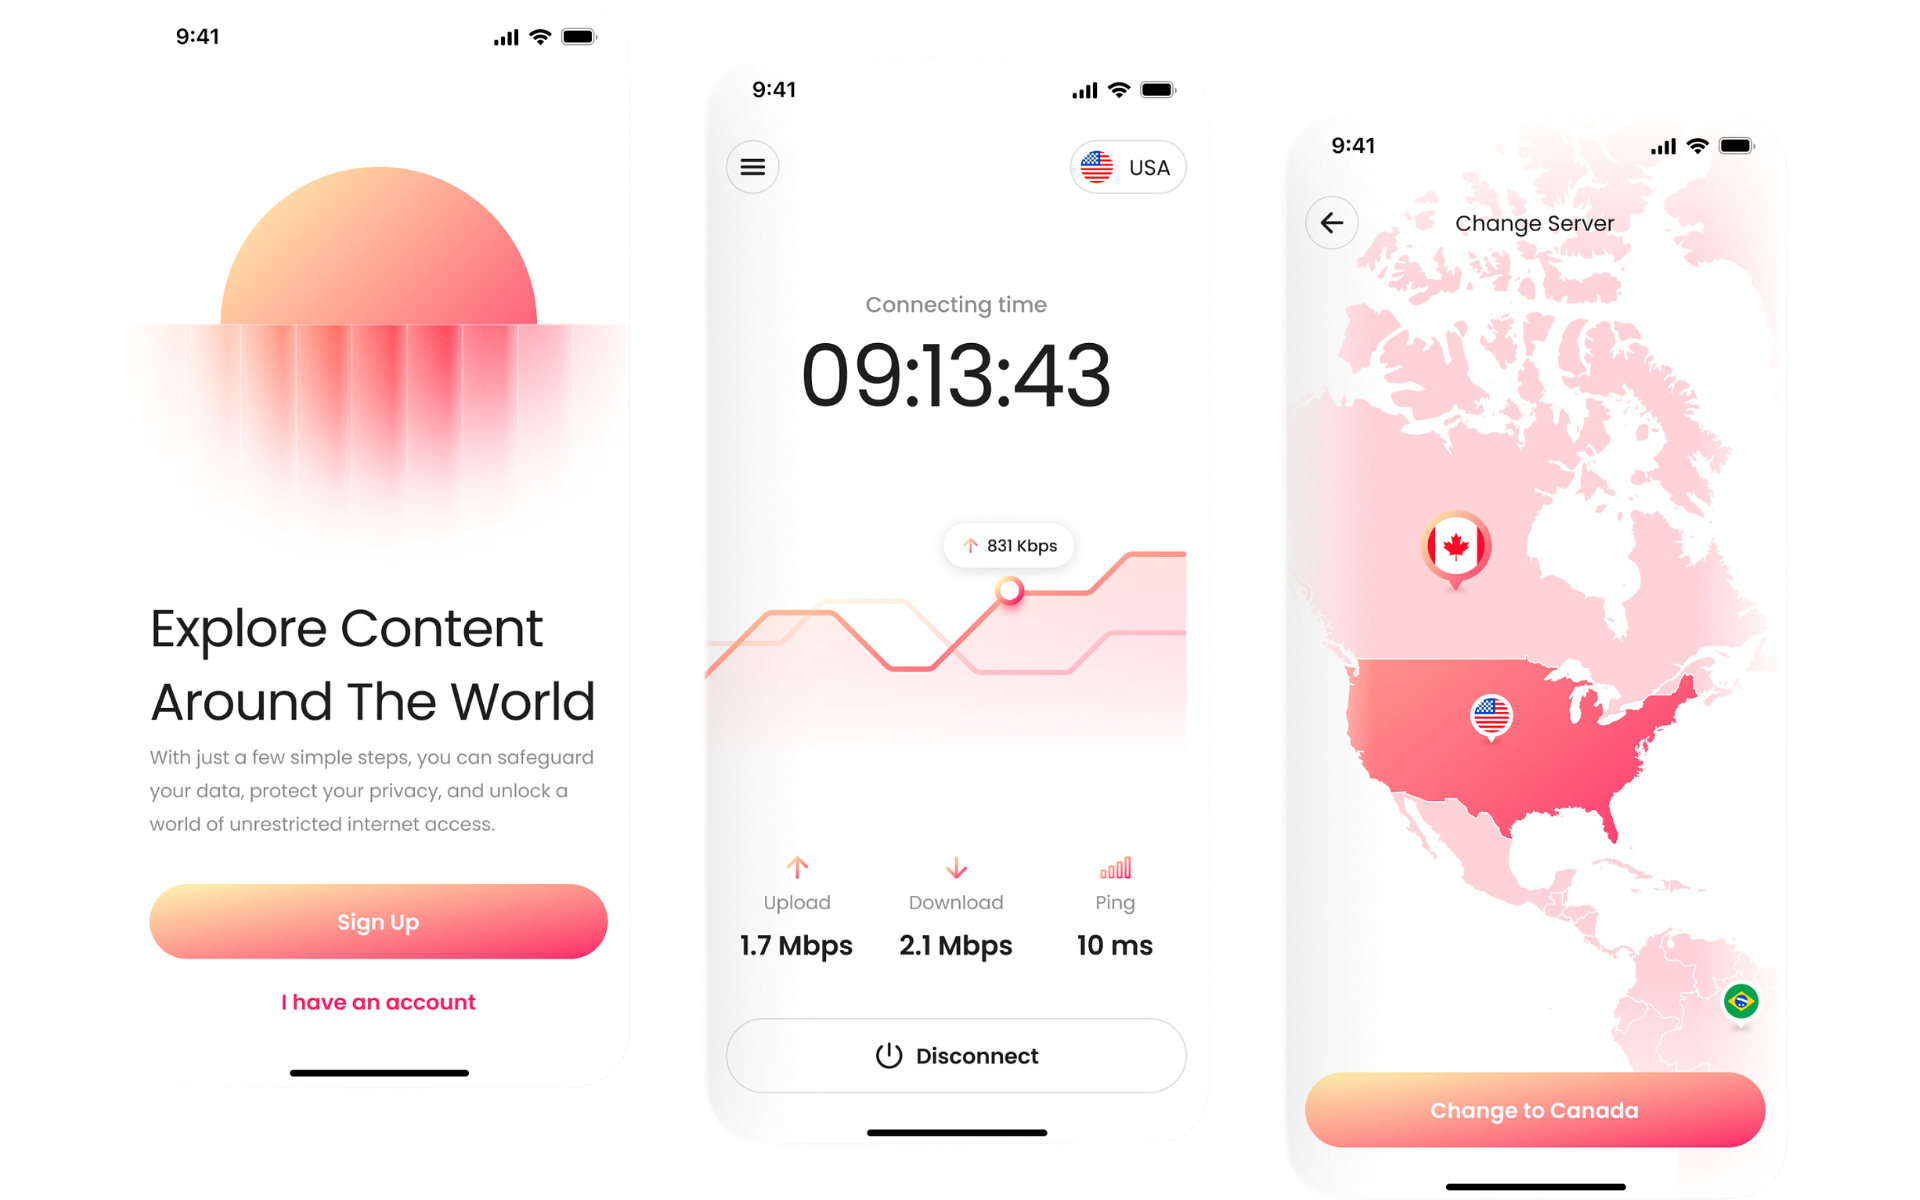 9:41
Explore Content
Around The World
With just a few simple steps, you can safeguard
your data, protect your privacy, and unlock a
world of unrestricted internet access.
Sign Up
I have an account
9:41
USA
Connecting time
09:13:43
831 Kbps
Upload
1.7 Mbps
Download
2.1 Mbps
Ping
10 ms
Disconnect
9:41
Change Server
Change to Canada